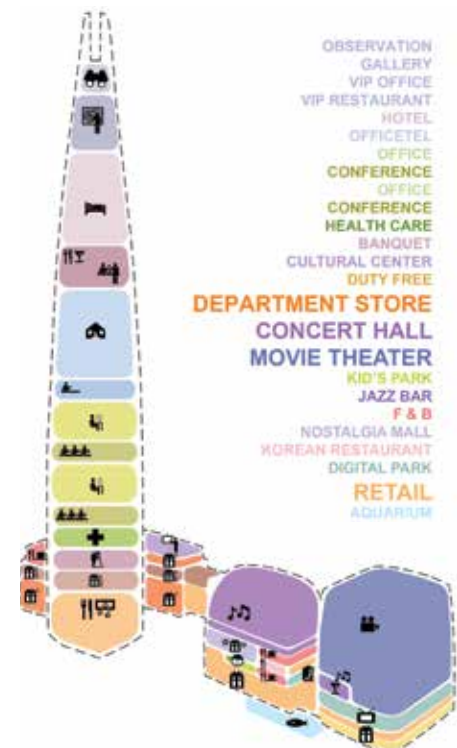 OBSERVATION
GALLERY
VIP OFFICE
VIP RESTAURANT
HOTEL
OFFICETEL
OFFICE
CONFERENCE
OFFICE
CONFERENCE
HEALTH CARE
BANQUET
CULTURAL CENTER
DUTY FREE
DEPARTMENT STORE
CONCERT HALL
MOVIE THEATER
KID'S PARK
JAZZ BAR
F & B
NOSTALGIA MALL
KOREAN RESTAURANT
DIGITAL PARK
RETAIL
AQUARIUM